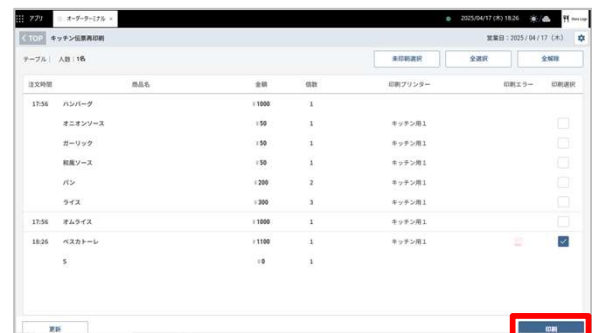 アプリ オーダーターミナル 2025/04/17 (木) 18:26
< TOP キッチン伝票再印刷 営業日：2025/04/17 (木)
テーブル 人数：1名 未印刷選択 全選択 全解除
注文時間 商品名 金額 個数 印刷プリンター 印刷エラー 印刷選択
17:56 ハンバーグ ¥1000 1
オニオンソース ¥50 1 キッチン用1
ガーリック ¥50 1 キッチン用1
和風ソース ¥50 1 キッチン用1
パン ¥200 2 キッチン用1
ライス ¥300 3 キッチン用1
17:56 オムライス ¥1000 1 キッチン用1
18:26 ペスカトーレ ¥1100 1 キッチン用1
S ¥0 1
更新 印刷